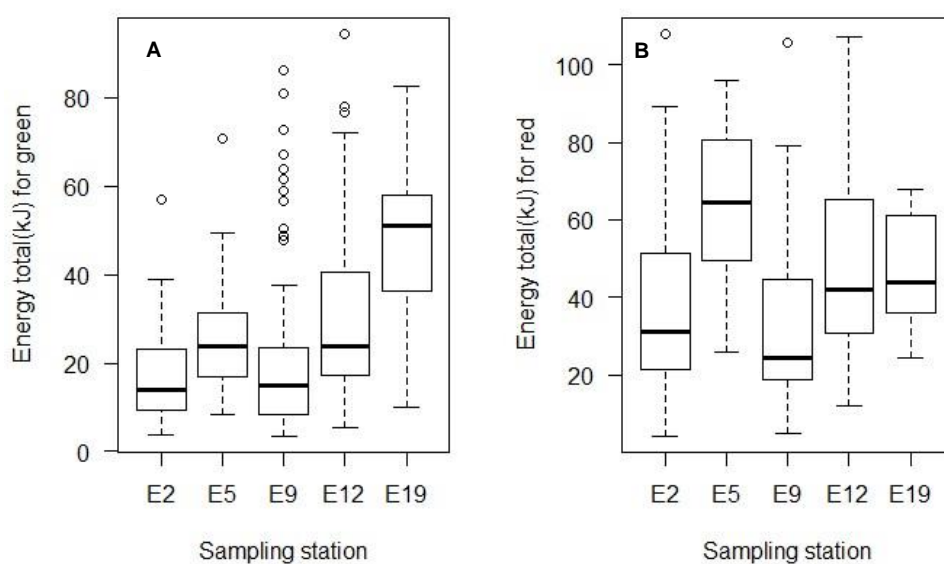 A
Energy total(kJ) for green
80
60
40
20
0
E2 E5 E9 E12 E19
Sampling station
B
Energy total(kJ) for red
100
80
60
40
20
E2 E5 E9 E12 E19
Sampling station